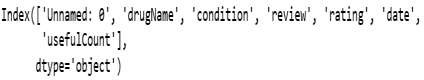 Index(['Unnamed: 0', 'drugName', 'condition', 'review', 'rating', 'date',
'usefulCount'],
dtype='object')